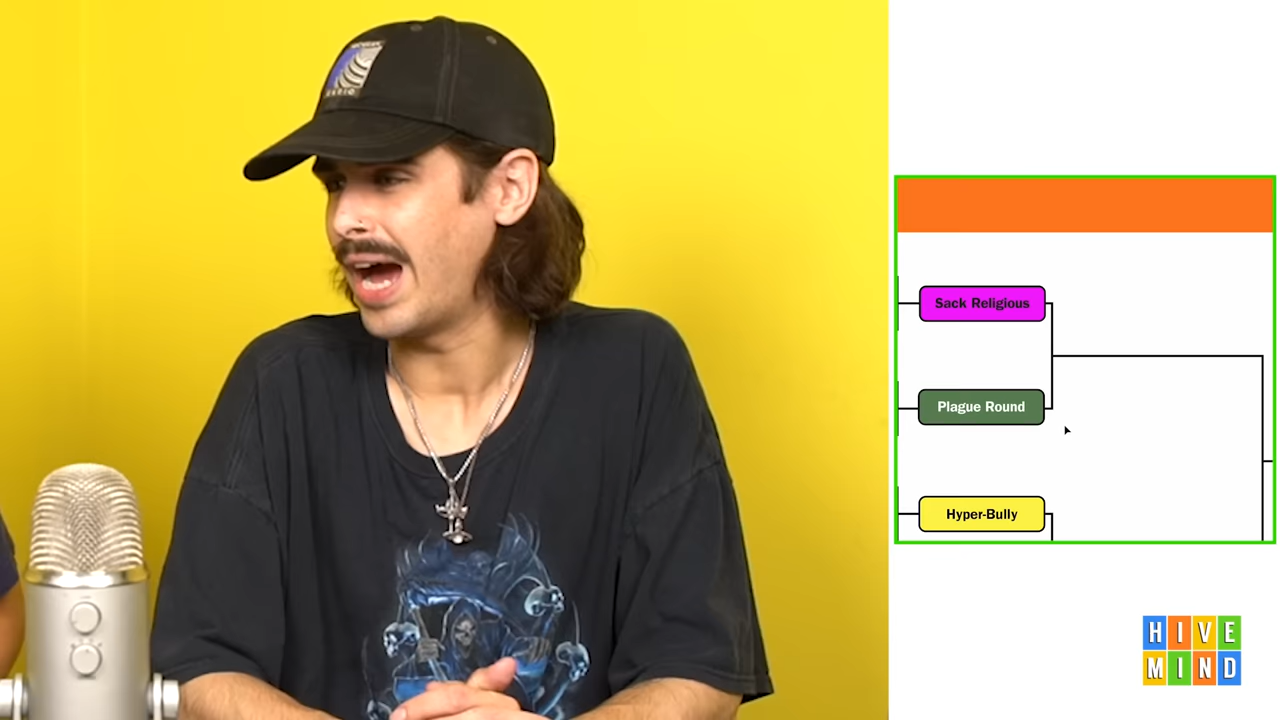 Sack Religious
Plague Round
Hyper-Bully
HIVE
MIND